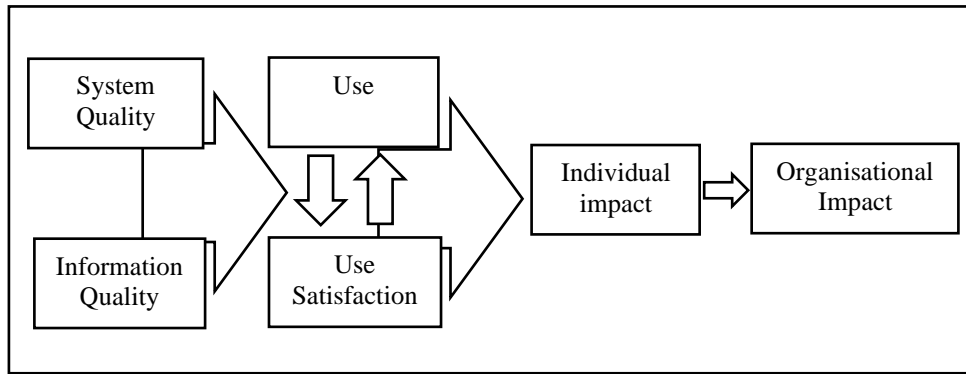 System
Quality
Information
Quality
Use
Use
Satisfaction
Individual
impact
Organisational
Impact